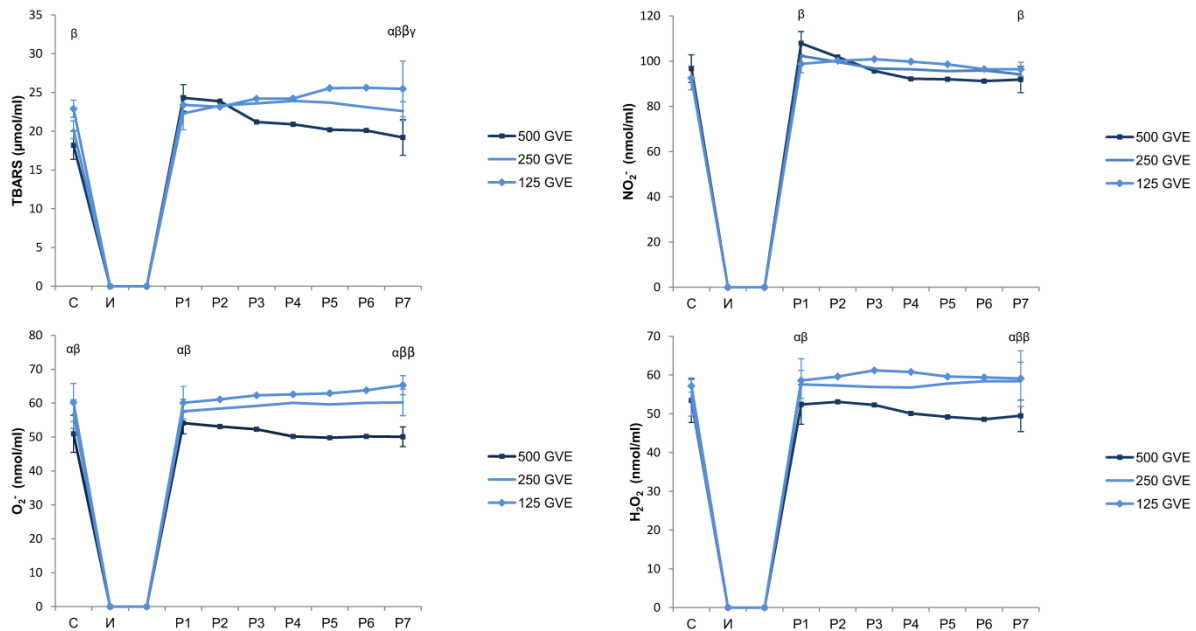 35
30
25
20
15
10
5
0
TBARS (µmol/ml)
β
αββγ
C И P1 P2 P3 P4 P5 P6 P7
500 GVE
250 GVE
125 GVE
120
100
80
60
40
20
0
NO₂⁻ (nmol/ml)
β
β
C И P1 P2 P3 P4 P5 P6 P7
500 GVE
250 GVE
125 GVE
80
70
60
50
40
30
20
10
0
O₂⁻ (nmol/ml)
αβ
αβ
αββ
C И P1 P2 P3 P4 P5 P6 P7
500 GVE
250 GVE
125 GVE
70
60
50
40
30
20
10
0
H₂O₂ (nmol/ml)
αβ
αββ
C И P1 P2 P3 P4 P5 P6 P7
500 GVE
250 GVE
125 GVE